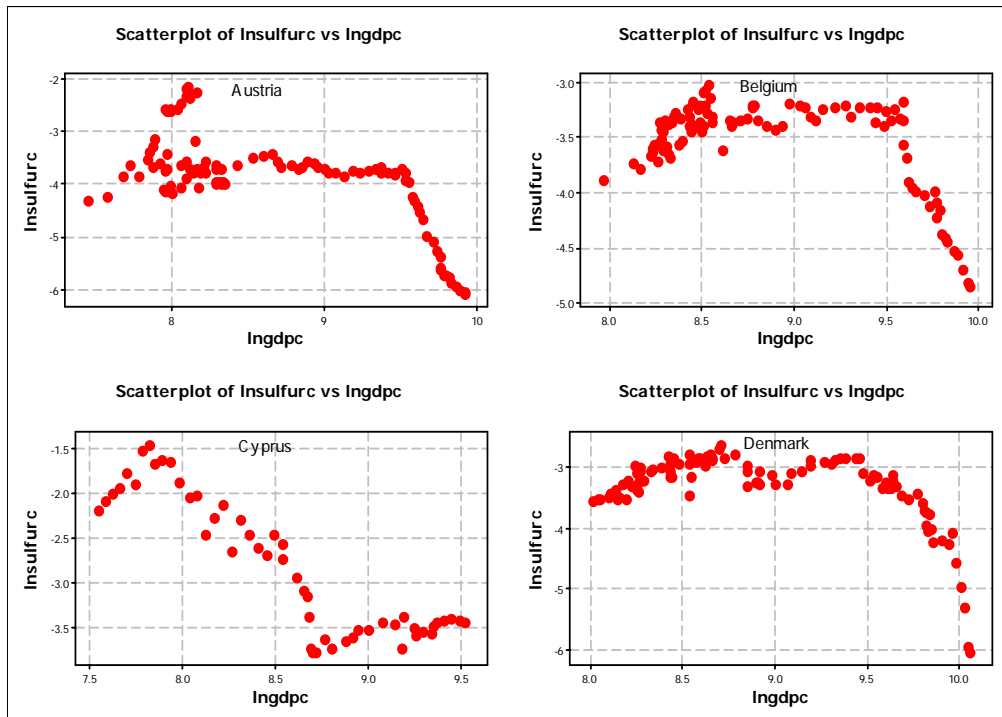 Scatterplot of lnsulfurc vs lngdpc
Austria
-2
-3
-4
-5
-6
lnsulfurc
8
9
10
lngdpc
Scatterplot of lnsulfurc vs lngdpc
Belgium
-3.0
-3.5
-4.0
-4.5
-5.0
lnsulfurc
8.0
8.5
9.0
9.5
10.0
lngdpc
Scatterplot of lnsulfurc vs lngdpc
Cyprus
-1.5
-2.0
-2.5
-3.0
-3.5
lnsulfurc
7.5
8.0
8.5
9.0
9.5
lngdpc
Scatterplot of lnsulfurc vs lngdpc
Denmark
-3
-4
-5
-6
lnsulfurc
8.0
8.5
9.0
9.5
10.0
lngdpc